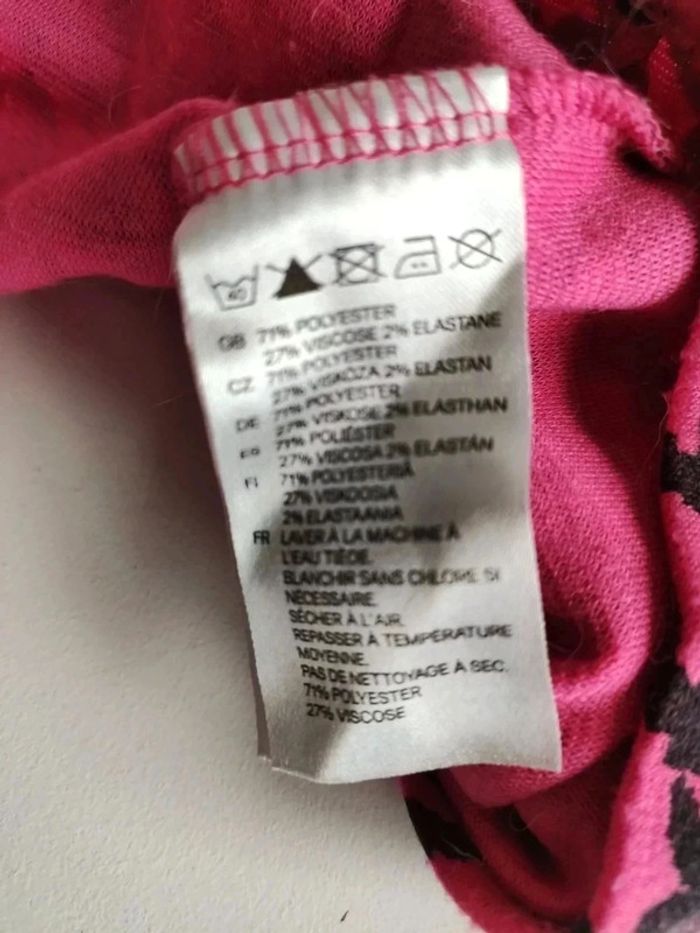 40
GB 71% POLYESTER
27% VISCOSE 2% ELASTANE
CZ 71% POLYESTER
27% VISKÓZA 2% ELASTAN
DE 71% POLYESTER
27% VISKOSE 2% ELASTHAN
71% POLIÉSTER
27% VISCOSA 2% ELASTÁN
FI 71% POLYESTERIÄ
27% VISKOOSIA
2% ELASTAANIA
FR LAVER À LA MACHINE À
L'EAU TIÈDE.
BLANCHIR SANS CHLORE SI
NÉCESSAIRE.
SÉCHER À L'AIR.
REPASSER À TEMPÉRATURE
MOYENNE.
PAS DE NETTOYAGE À SEC.
71% POLYESTER
27% VISCOSE